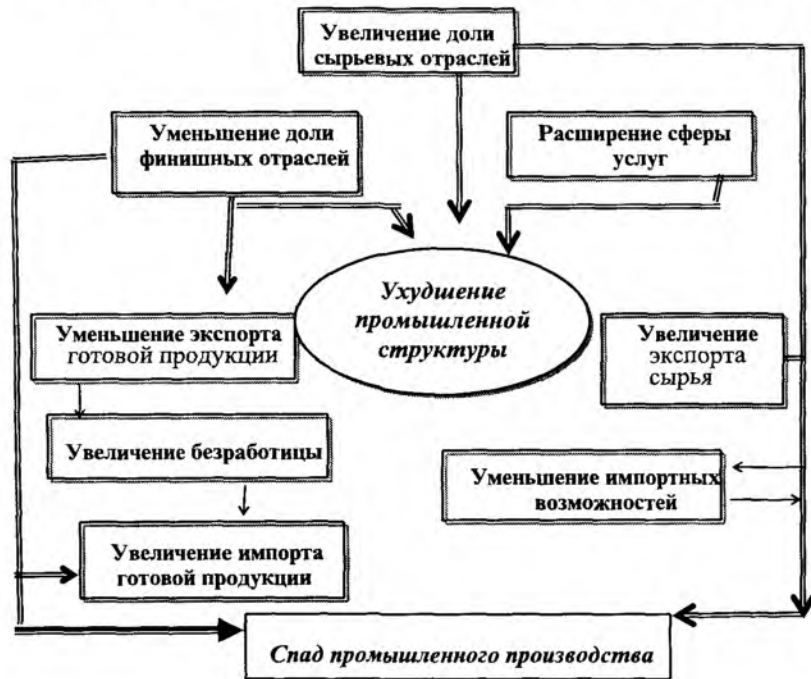 Увеличение доли
сырьевых отраслей
Уменьшение доли
финишных отраслей
Расширение сферы
услуг
Ухудшение
промышленной
структуры
Уменьшение экспорта
готовой продукции
Увеличение
экспорта
сырья
Увеличение безработицы
Уменьшение импортных
возможностей
Увеличение импорта
готовой продукции
Спад промышленного производства